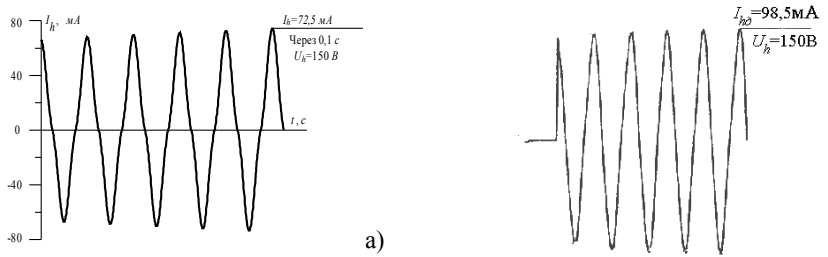 80
I_h, мА
I_h=72,5 мА
Через 0,1 с
U_h=150 В
40
0
t, с
-40
-80
а)
I_hд=98,5мА
U_h=150В